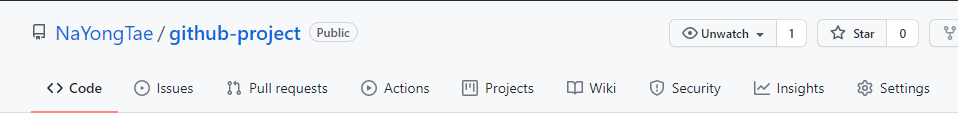 NaYongTae / github-project Public Unwatch 1 Star 0
Code Issues Pull requests Actions Projects Wiki Security Insights Settings